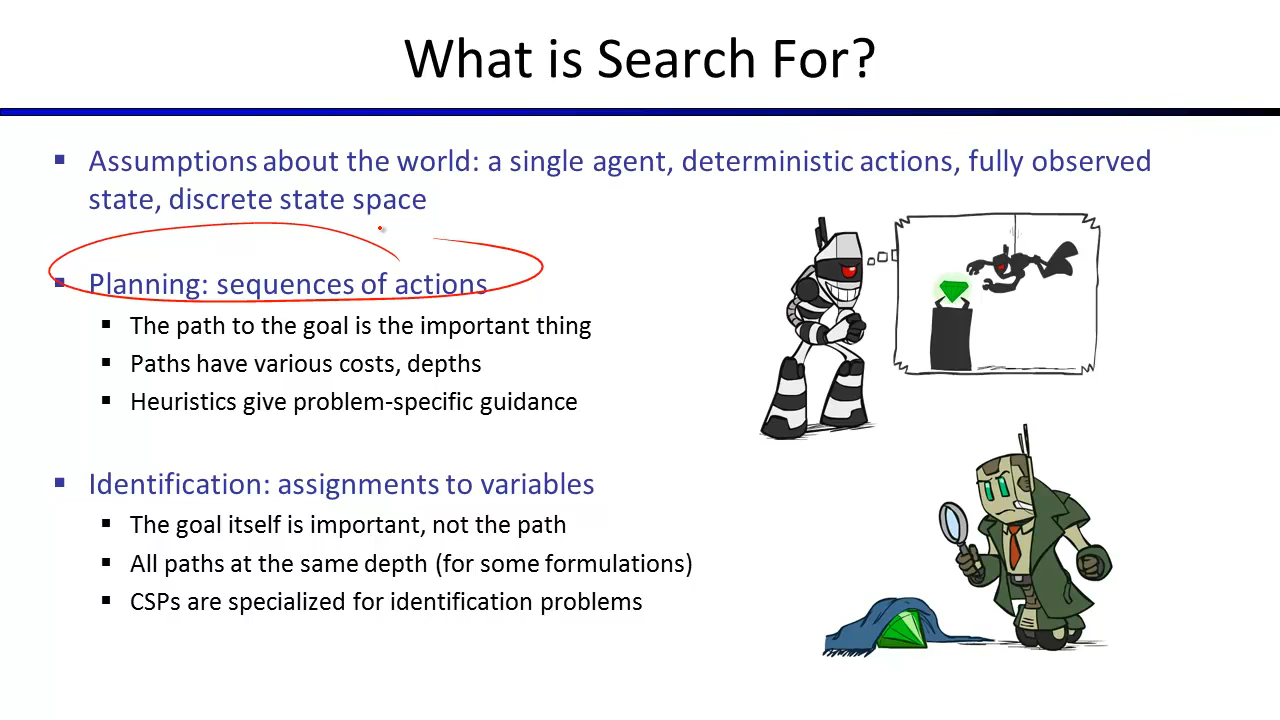 What is Search For?
Assumptions about the world: a single agent, deterministic actions, fully observed
state, discrete state space
Planning: sequences of actions
The path to the goal is the important thing
Paths have various costs, depths
Heuristics give problem-specific guidance
Identification: assignments to variables
The goal itself is important, not the path
All paths at the same depth (for some formulations)
CSPs are specialized for identification problems